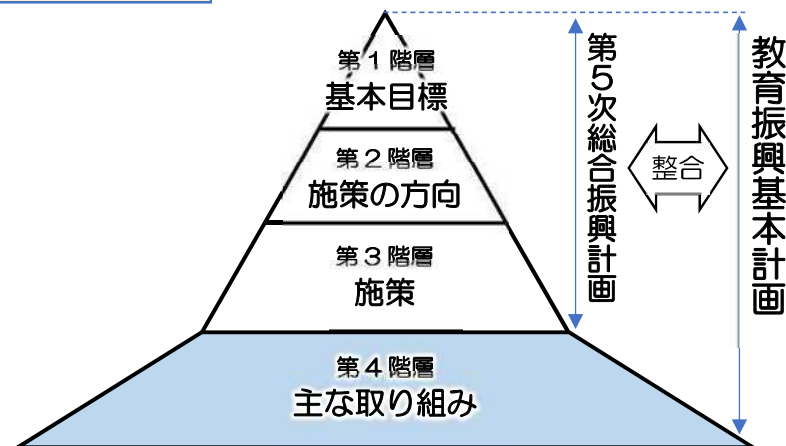 第１階層
基本目標
第２階層
施策の方向
第３階層
施策
第４階層
主な取り組み
第５次総合振興計画
整合
教育振興基本計画